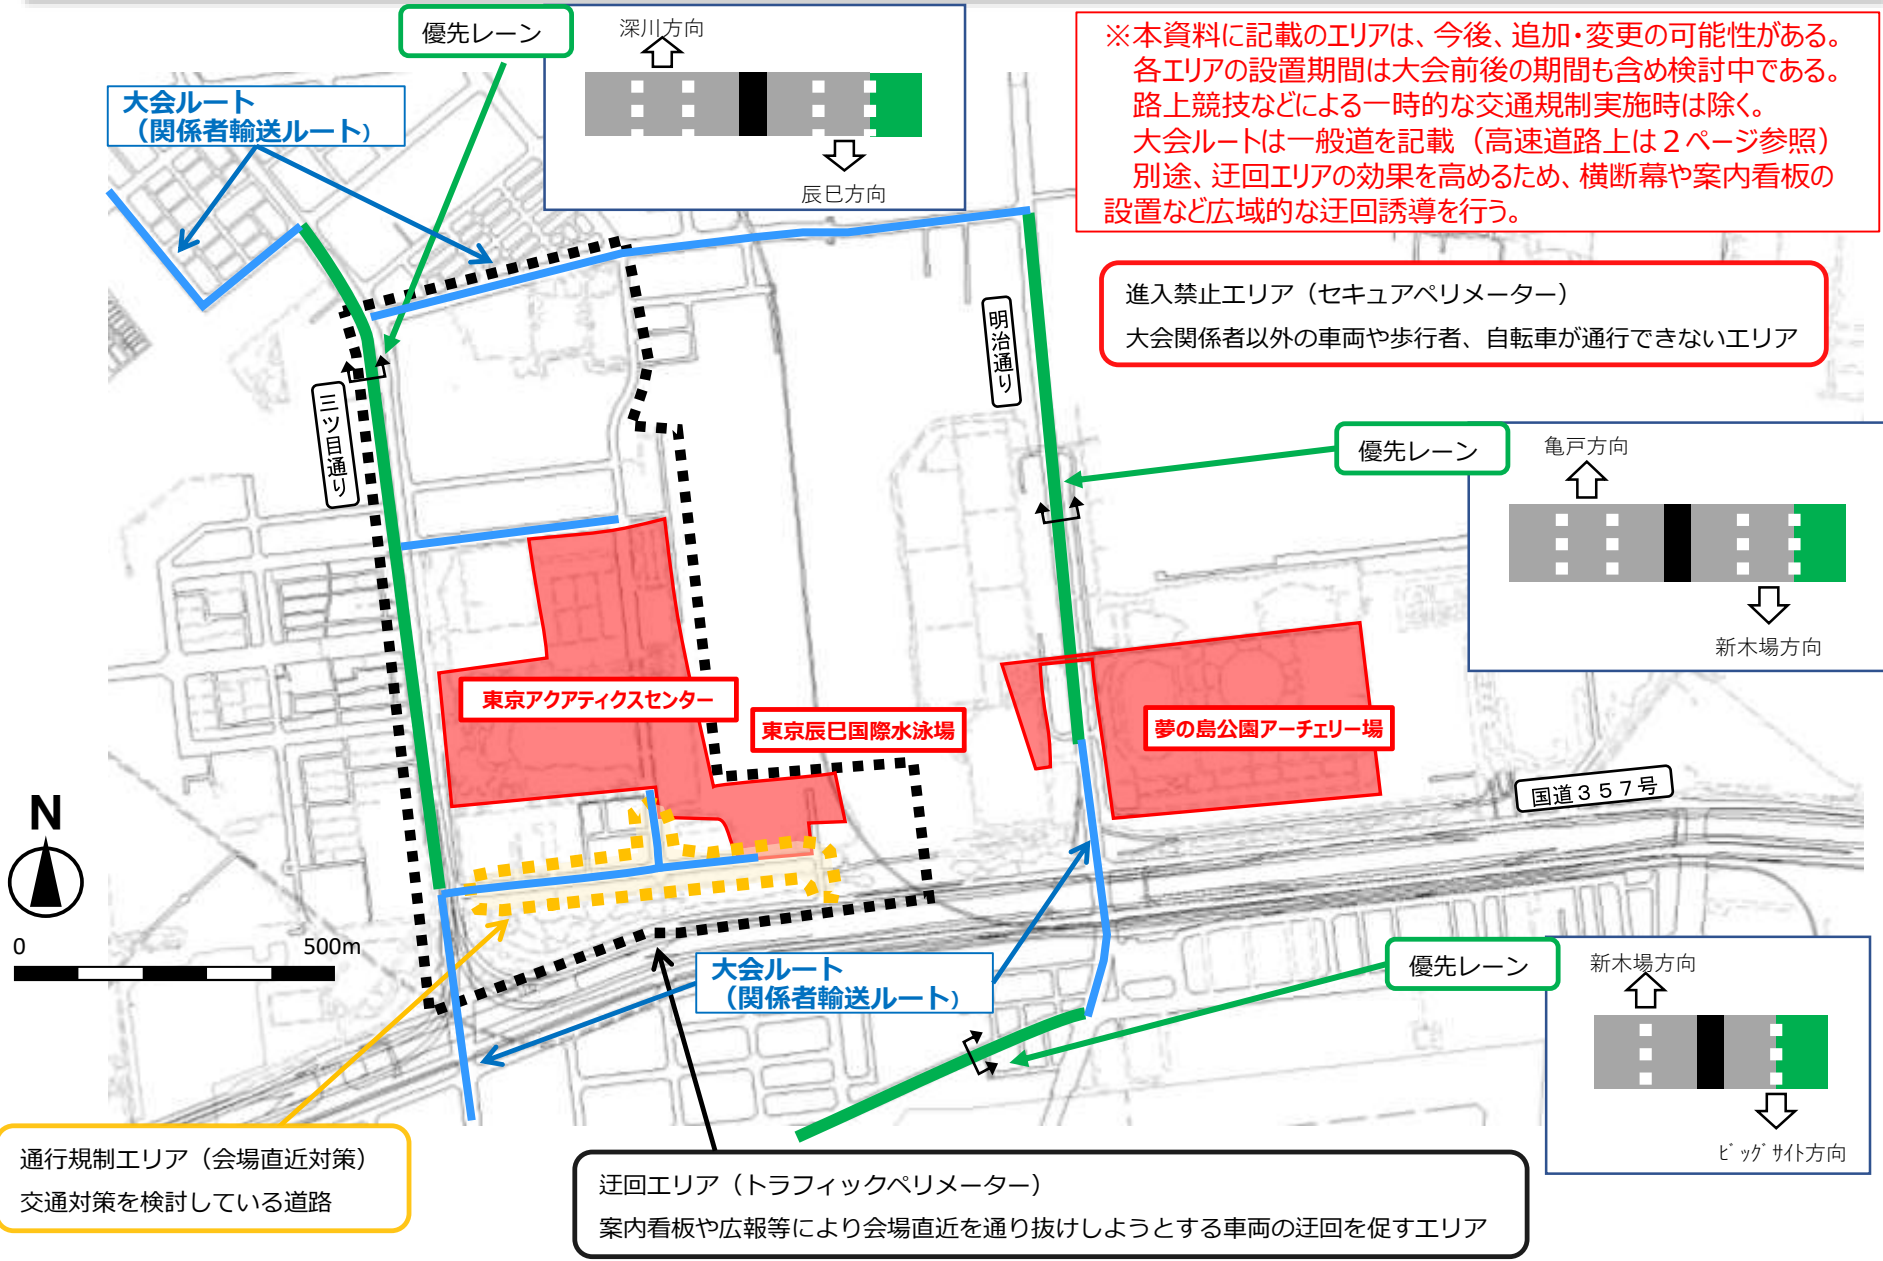 優先レーン
深川方向
辰巳方向
大会ルート
（関係者輸送ルート）
※本資料に記載のエリアは、今後、追加・変更の可能性がある。
各エリアの設置期間は大会前後の期間も含め検討中である。
路上競技などによる一時的な交通規制実施時は除く。
大会ルートは一般道を記載（高速道路上は２ページ参照）
別途、迂回エリアの効果を高めるため、横断幕や案内看板の
設置など広域的な迂回誘導を行う。
進入禁止エリア（セキュアペリメーター）
大会関係者以外の車両や歩行者、自転車が通行できないエリア
明治通り
三ツ目通り
優先レーン
亀戸方向
新木場方向
東京アクアティクスセンター
東京辰巳国際水泳場
夢の島公園アーチェリー場
国道３５７号
N
0
500m
大会ルート
（関係者輸送ルート）
優先レーン
新木場方向
ﾋﾞｯｸﾞｻｲﾄ方向
通行規制エリア（会場直近対策）
交通対策を検討している道路
迂回エリア（トラフィックペリメーター）
案内看板や広報等により会場直近を通り抜けしようとする車両の迂回を促すエリア